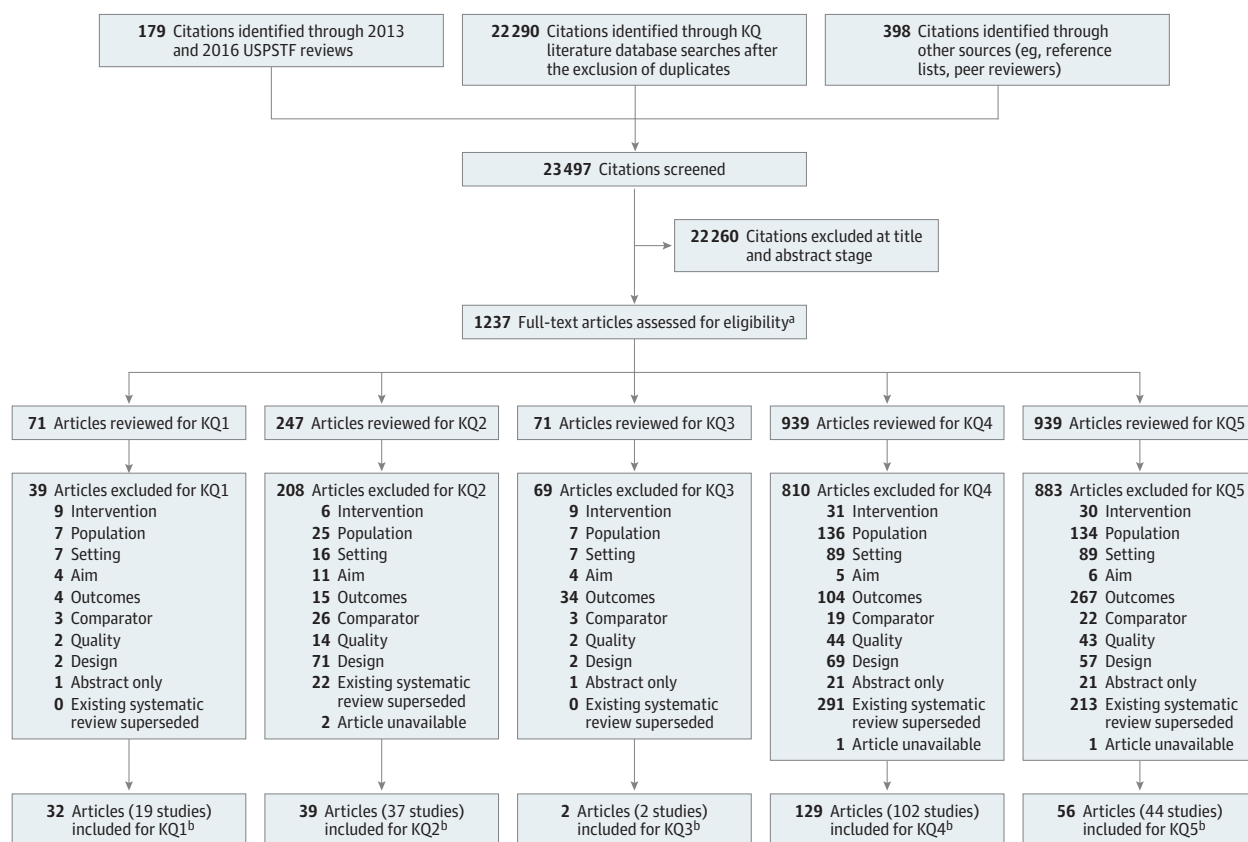 179 Citations identified through 2013
and 2016 USPSTF reviews
22 290 Citations identified through KQ
literature database searches after
the exclusion of duplicates
398 Citations identified through
other sources (eg, reference
lists, peer reviewers)
23 497 Citations screened
22 260 Citations excluded at title
and abstract stage
1237 Full-text articles assessed for eligibilityᵃ
71 Articles reviewed for KQ1
247 Articles reviewed for KQ2
71 Articles reviewed for KQ3
939 Articles reviewed for KQ4
939 Articles reviewed for KQ5
39 Articles excluded for KQ1
9 Intervention
7 Population
7 Setting
4 Aim
4 Outcomes
3 Comparator
2 Quality
2 Design
1 Abstract only
0 Existing systematic
review superseded
208 Articles excluded for KQ2
6 Intervention
25 Population
16 Setting
11 Aim
15 Outcomes
26 Comparator
14 Quality
71 Design
22 Existing systematic
review superseded
2 Article unavailable
69 Articles excluded for KQ3
9 Intervention
7 Population
7 Setting
4 Aim
34 Outcomes
3 Comparator
2 Quality
2 Design
1 Abstract only
0 Existing systematic
review superseded
810 Articles excluded for KQ4
31 Intervention
136 Population
89 Setting
5 Aim
104 Outcomes
19 Comparator
44 Quality
69 Design
21 Abstract only
291 Existing systematic
review superseded
1 Article unavailable
883 Articles excluded for KQ5
30 Intervention
134 Population
89 Setting
6 Aim
267 Outcomes
22 Comparator
43 Quality
57 Design
21 Abstract only
213 Existing systematic
review superseded
1 Article unavailable
32 Articles (19 studies)
included for KQ1ᵇ
39 Articles (37 studies)
included for KQ2ᵇ
2 Articles (2 studies)
included for KQ3ᵇ
129 Articles (102 studies)
included for KQ4ᵇ
56 Articles (44 studies)
included for KQ5ᵇ